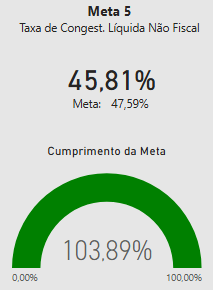 Meta 5
Taxa de Congest. Líquida Não Fiscal
45,81%
Meta: 47,59%
Cumprimento da Meta
103,89%
0,00% 100,00%